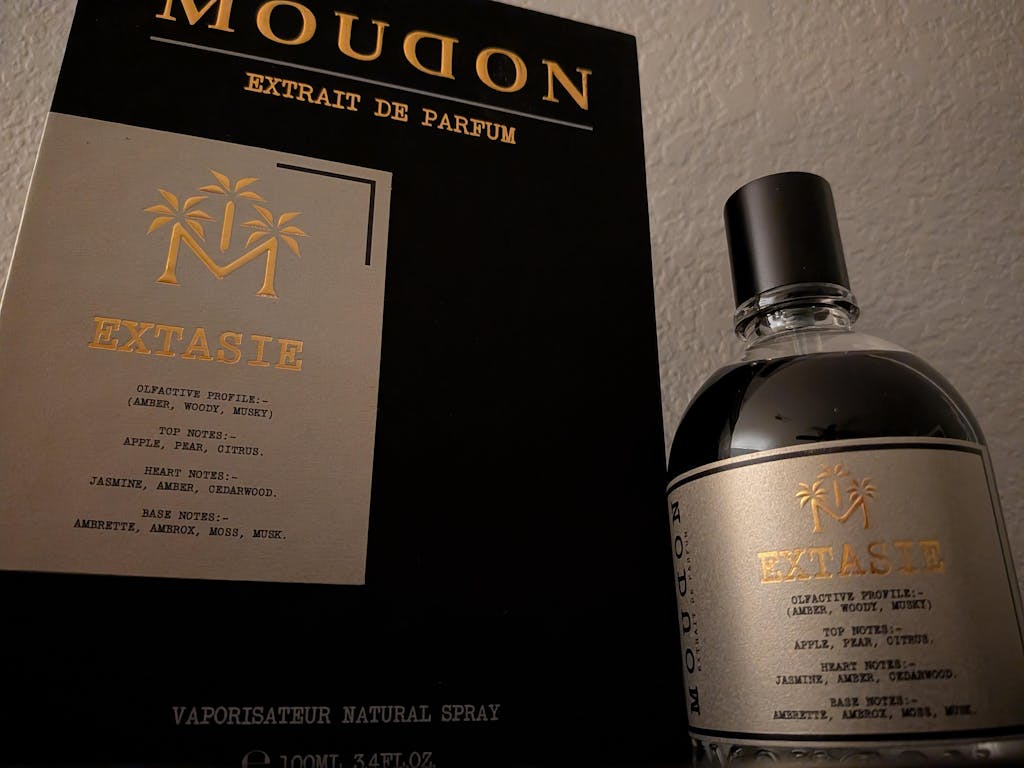 MOUDON
EXTRAIT DE PARFUM
M
EXTASIE
OLFACTIVE PROFILE:-
(AMBER, WOODY, MUSKY)
TOP NOTES:-
APPLE, PEAR, CITRUS.
HEART NOTES:-
JASMINE, AMBER, CEDARWOOD.
BASE NOTES:-
AMBRETTE, AMBROX, MOSS, MUSK.
VAPORISATEUR NATURAL SPRAY
℮ 100ML 3.4FL.OZ
MOUDON
EXTRAIT DE PARFUM
M
EXTASIE
OLFACTIVE PROFILE:-
(AMBER, WOODY, MUSKY)
TOP NOTES:-
APPLE, PEAR, CITRUS.
HEART NOTES:-
JASMINE, AMBER, CEDARWOOD.
BASE NOTES:-
AMBRETTE, AMBROX, MOSS, MUSK.